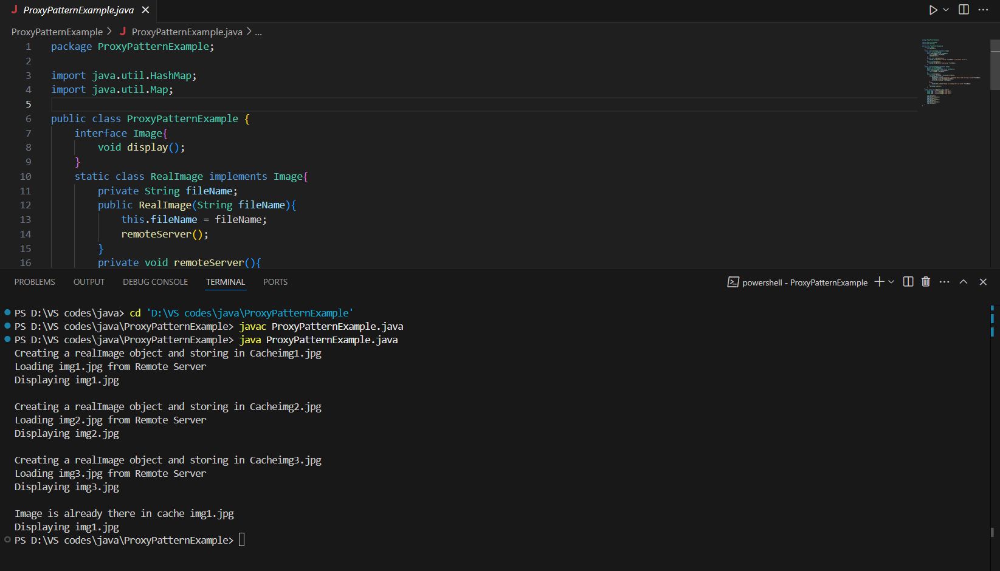 ProxyPatternExample.java
ProxyPatternExample > ProxyPatternExample.java > ...
1 package ProxyPatternExample;
2
3 import java.util.HashMap;
4 import java.util.Map;
5
6 public class ProxyPatternExample {
7 interface Image{
8 void display();
9 }
10 static class RealImage implements Image{
11 private String fileName;
12 public RealImage(String fileName){
13 this.fileName = fileName;
14 remoteServer();
15 }
16 private void remoteServer(){
PROBLEMS OUTPUT DEBUG CONSOLE TERMINAL PORTS powershell - ProxyPatternExample
PS D:\VS codes\java> cd 'D:\VS codes\java\ProxyPatternExample'
PS D:\VS codes\java\ProxyPatternExample> javac ProxyPatternExample.java
PS D:\VS codes\java\ProxyPatternExample> java ProxyPatternExample.java
Creating a realImage object and storing in Cacheimg1.jpg
Loading img1.jpg from Remote Server
Displaying img1.jpg
Creating a realImage object and storing in Cacheimg2.jpg
Loading img2.jpg from Remote Server
Displaying img2.jpg
Creating a realImage object and storing in Cacheimg3.jpg
Loading img3.jpg from Remote Server
Displaying img3.jpg
Image is already there in cache img1.jpg
Displaying img1.jpg
PS D:\VS codes\java\ProxyPatternExample>